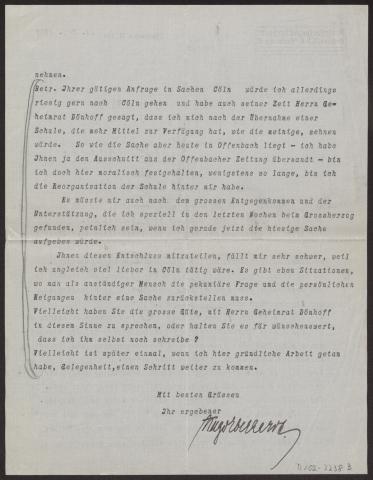 nehmen.
Betr. Ihrer gütigen Anfrage in Sachen Cöln würde ich allerdings
riesig gern nach Cöln gehen und habe auch seiner Zeit Herrn Ge-
heimrat Dönhoff gesagt, dass ich mich nach der Übernahme einer
Schule, die mehr Mittel zur Verfügung hat, wie die meinige, sehnen
würde. So wie die Sache aber heute in Offenbach liegt - ich habe
Ihnen ja den Ausschnitt aus der Offenbacher Zeitung übersandt - bin
ich doch hier moralisch festgehalten, wenigstens so lange, bin ich
die Reorganisation der Schule hinter mir habe.
Es müsste mir auch nach dem grossen Entgegenkommen und der
Unterstützung, die ich speziell in den letzten Wochen beim Grossherzog
gefunden, peinlich sein, wenn ich gerade jetzt die hiesige Sache
aufgeben würde.
Ihnen diesen Entschluss mitzuteilen, fällt mir sehr schwer, weil
ich ungleich viel lieber in Cöln tätig wäre. Es gibt eben Situationen,
wo man als anständiger Mensch die pekuniäre Frage und die persönlichen
Neigungen hinter eine Sache zurückstellen muss.
Vielleicht haben Sie die grosse Güte, mit Herrn Geheimrat Dönhoff
in diesem Sinne zu sprechen, oder halten Sie es für wünschenswert,
dass ich ihm selbst noch schreibe?
Vielleicht ist später einmal, wenn ich hier gründliche Arbeit getan
habe, Gelegenheit, einen Schritt weiter zu kommen.
Mit besten Grüssen
Ihr ergebener